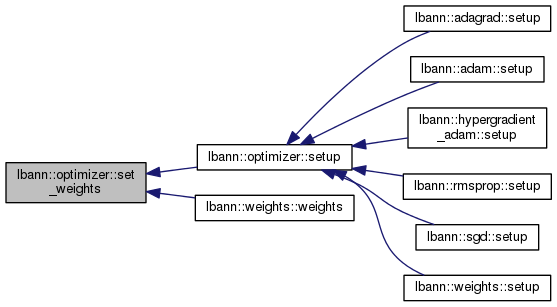 lbann::optimizer::set
_weights
lbann::optimizer::setup
lbann::weights::weights
lbann::adagrad::setup
lbann::adam::setup
lbann::hypergradient
_adam::setup
lbann::rmsprop::setup
lbann::sgd::setup
lbann::weights::setup